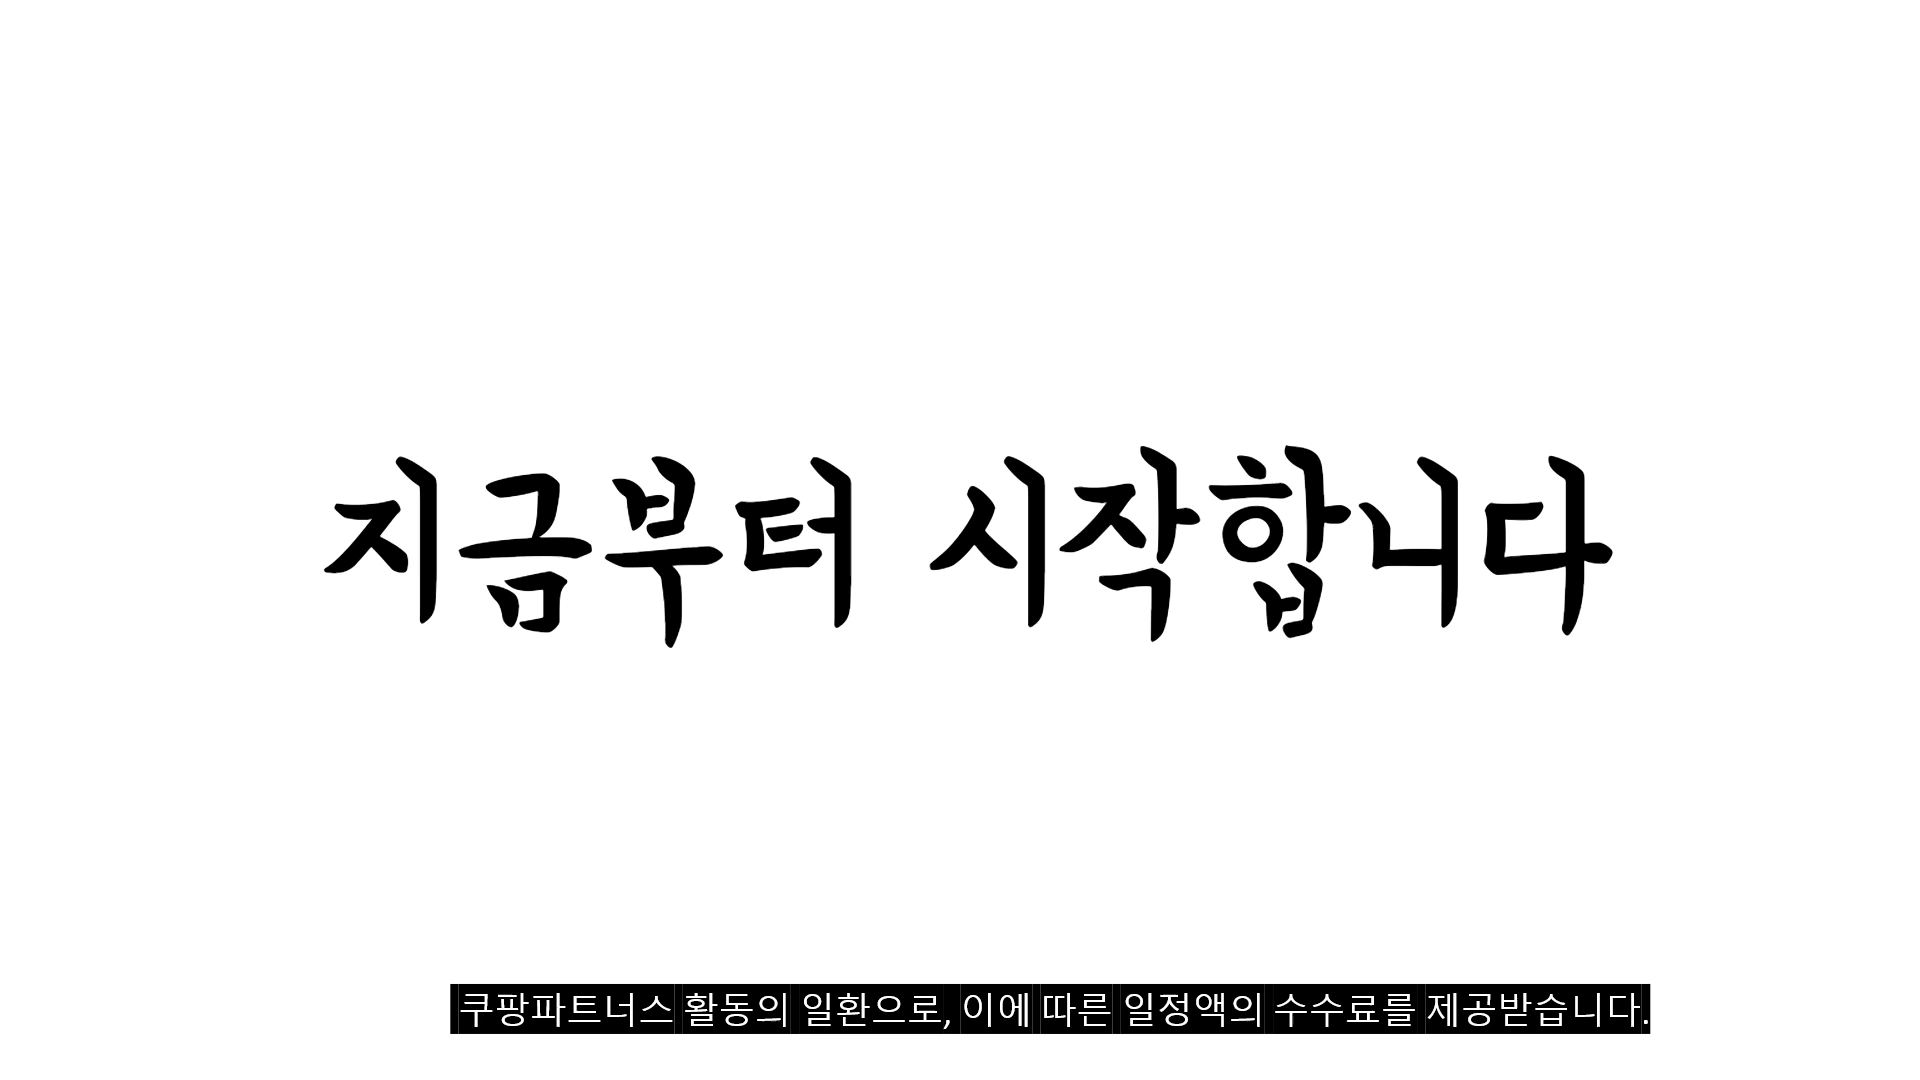 지금부터 시작합니다
쿠팡파트너스 활동의 일환으로, 이에 따른 일정액의 수수료를 제공받습니다.